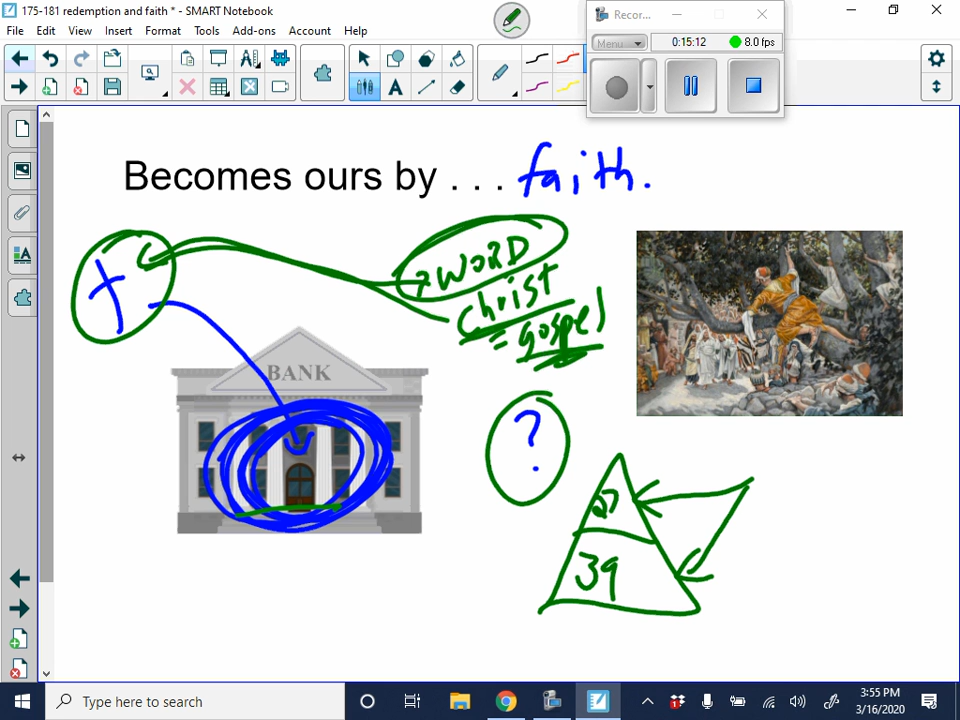 175-181 redemption and faith * - SMART Notebook
Recor...
File Edit View Insert Format Tools Add-ons Account Help
Menu
0:15:12
8.0 fps
Becomes ours by . . . faith.
WORD
christ
gospel
BANK
?
27
39
Type here to search
3:55 PM
3/16/2020